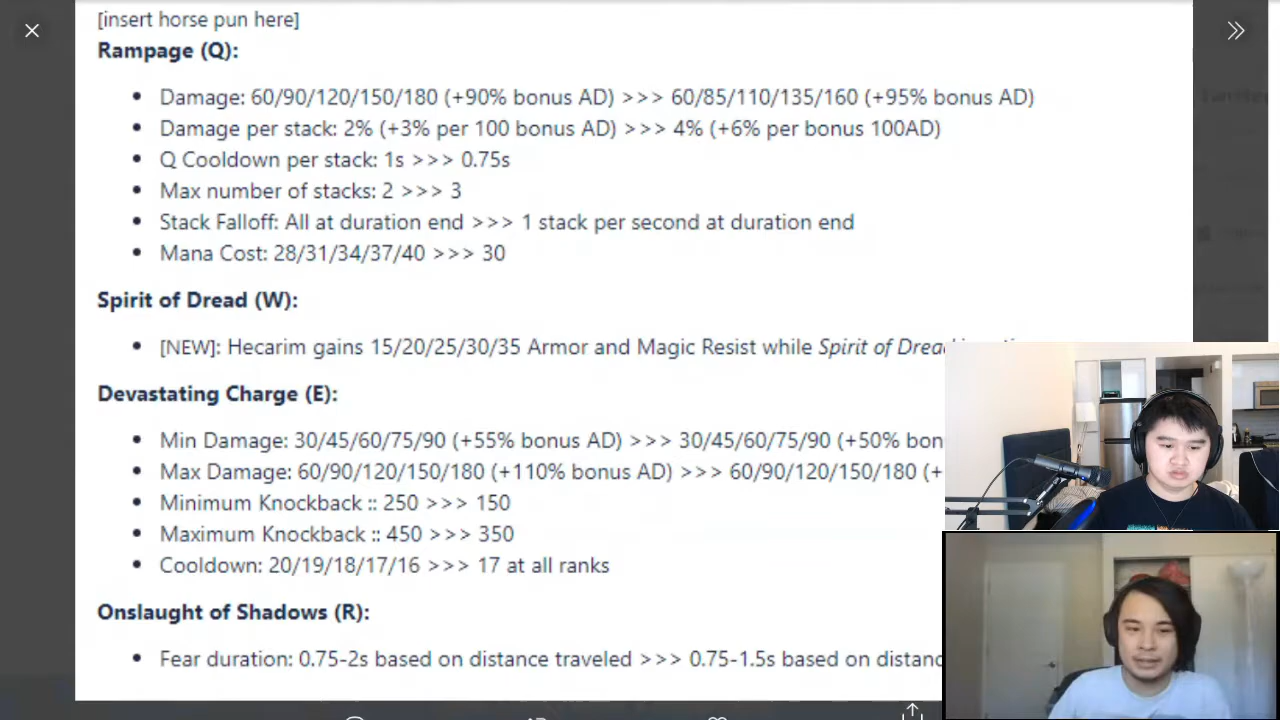 [insert horse pun here]
Rampage (Q):
• Damage: 60/90/120/150/180 (+90% bonus AD) >>> 60/85/110/135/160 (+95% bonus AD)
• Damage per stack: 2% (+3% per 100 bonus AD) >>> 4% (+6% per bonus 100AD)
• Q Cooldown per stack: 1s >>> 0.75s
• Max number of stacks: 2 >>> 3
• Stack Falloff: All at duration end >>> 1 stack per second at duration end
• Mana Cost: 28/31/34/37/40 >>> 30
Spirit of Dread (W):
• [NEW]: Hecarim gains 15/20/25/30/35 Armor and Magic Resist while Spirit of Dread
Devastating Charge (E):
• Min Damage: 30/45/60/75/90 (+55% bonus AD) >>> 30/45/60/75/90 (+50% bon
• Max Damage: 60/90/120/150/180 (+110% bonus AD) >>> 60/90/120/150/180 (+
• Minimum Knockback :: 250 >>> 150
• Maximum Knockback :: 450 >>> 350
• Cooldown: 20/19/18/17/16 >>> 17 at all ranks
Onslaught of Shadows (R):
• Fear duration: 0.75-2s based on distance traveled >>> 0.75-1.5s based on distanc